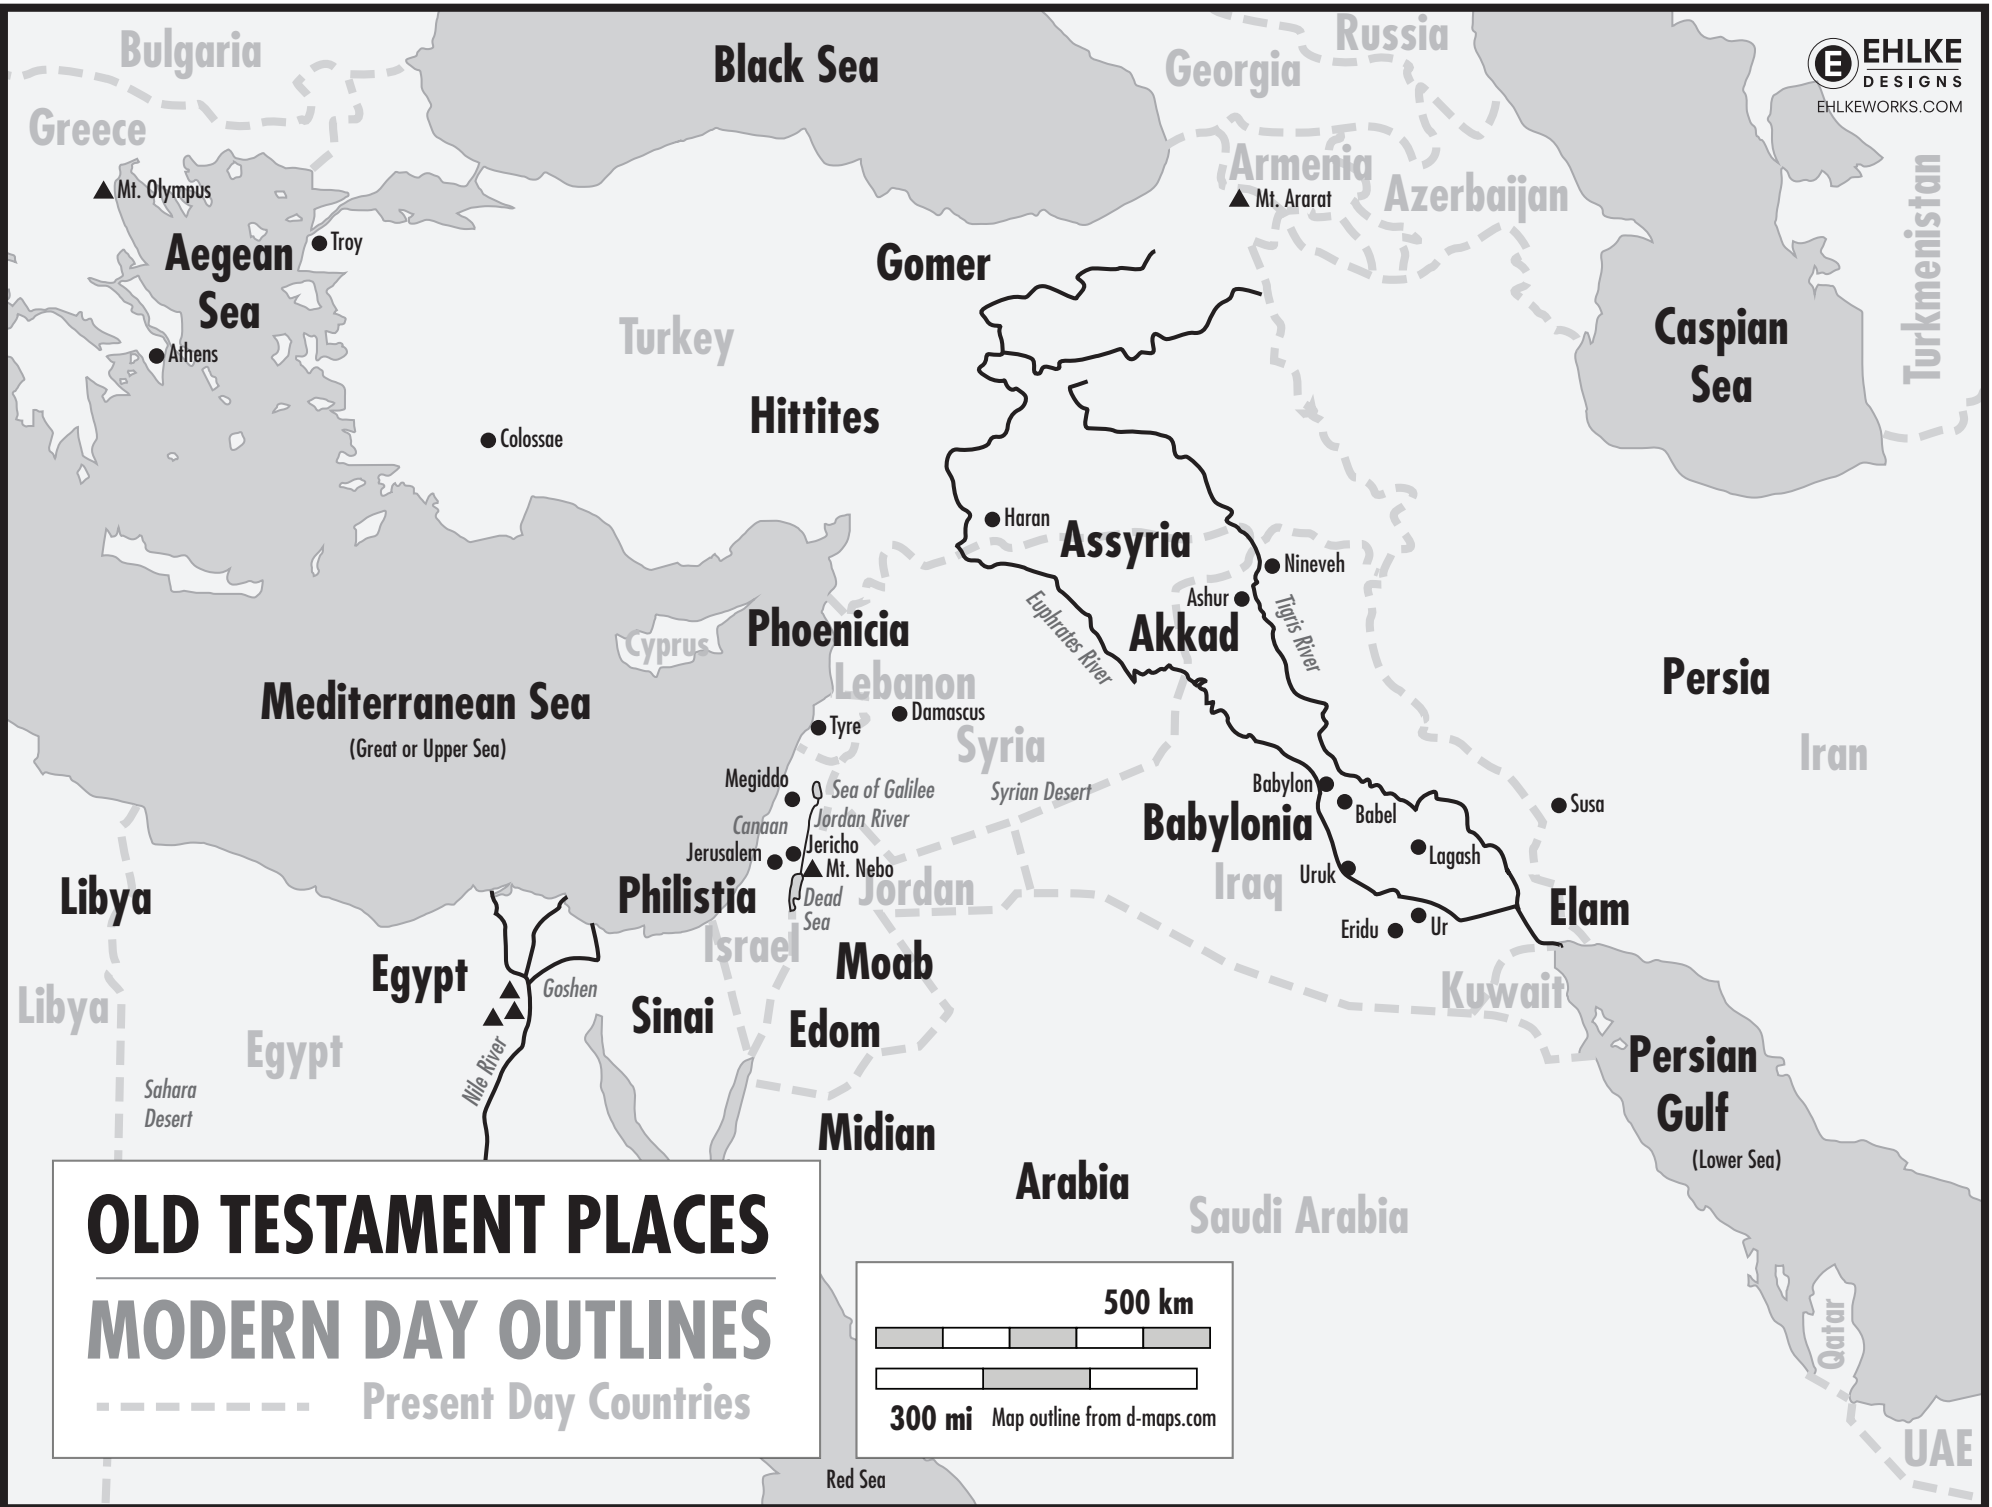 Bulgaria
Black Sea
Georgia
Russia
E EHLKE
DESIGNS
EHLKEWORKS.COM
Greece
Mt. Olympus
Armenia
Mt. Ararat
Azerbaijan
Turkmenistan
Aegean
Sea
Troy
Gomer
Athens
Turkey
Caspian
Sea
Hittites
Colossae
Haran
Assyria
Nineveh
Ashur
Akkad
Tigris River
Euphrates River
Cyprus
Phoenicia
Lebanon
Mediterranean Sea
(Great or Upper Sea)
Tyre
Damascus
Syria
Syrian Desert
Persia
Iran
Megiddo
Sea of Galilee
Canaan
Jordan River
Jerusalem
Jericho
Mt. Nebo
Dead
Sea
Jordan
Babylon
Babel
Babylonia
Susa
Lagash
Uruk
Iraq
Eridu
Ur
Elam
Libya
Philistia
Israel
Moab
Egypt
Goshen
Sinai
Edom
Kuwait
Libya
Egypt
Nile River
Sahara
Desert
Persian
Gulf
(Lower Sea)
Midian
Arabia
Saudi Arabia
Qatar
UAE
OLD TESTAMENT PLACES
MODERN DAY OUTLINES
Present Day Countries
500 km
300 mi Map outline from d-maps.com
Red Sea